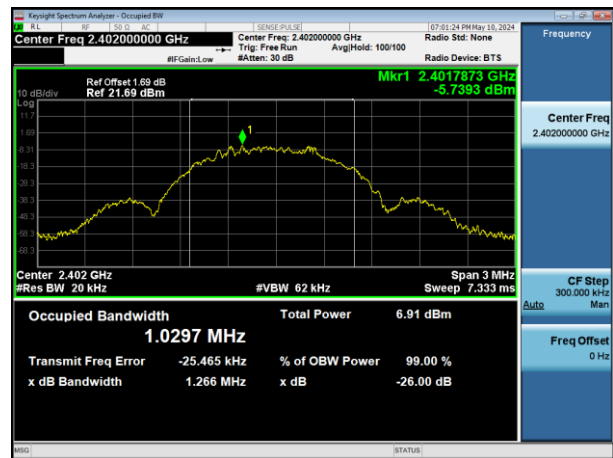 Keysight Spectrum Analyzer - Occupied BW
RL RF 50 Ω AC SENSE:PULSE 07:01:24 PM May 10, 2024
Center Freq 2.402000000 GHz
Center Freq: 2.402000000 GHz
Radio Std: None
Trig: Free Run Avg|Hold: 100/100
#IFGain:Low #Atten: 30 dB Radio Device: BTS
Frequency
Ref Offset 1.69 dB
10 dB/div Ref 21.69 dBm
Mkr1 2.4017873 GHz
-5.7393 dBm
Log
11.7
1.69
-8.31
-18.3
-28.3
-38.3
-48.3
-58.3
-68.3
1
Center 2.402 GHz Span 3 MHz
#Res BW 20 kHz #VBW 62 kHz Sweep 7.333 ms
Occupied Bandwidth Total Power 6.91 dBm
1.0297 MHz
Transmit Freq Error -25.465 kHz % of OBW Power 99.00 %
x dB Bandwidth 1.266 MHz x dB -26.00 dB
Center Freq
2.402000000 GHz
CF Step
300.000 kHz
Auto Man
Freq Offset
0 Hz
MSG STATUS